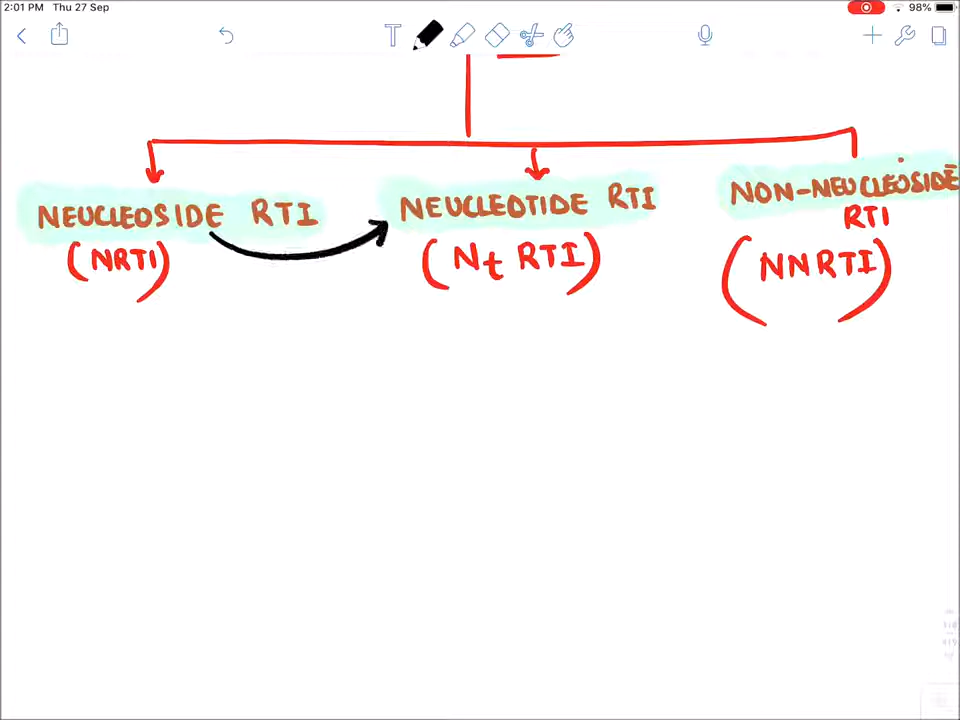 2:01 PM Thu 27 Sep
98%
T
NEUCLEOSIDE RTI
(NRTI)
NEUCLEOTIDE RTI
(Nt RTI)
NON-NEUCLEOSIDE
RTI
(NNRTI)